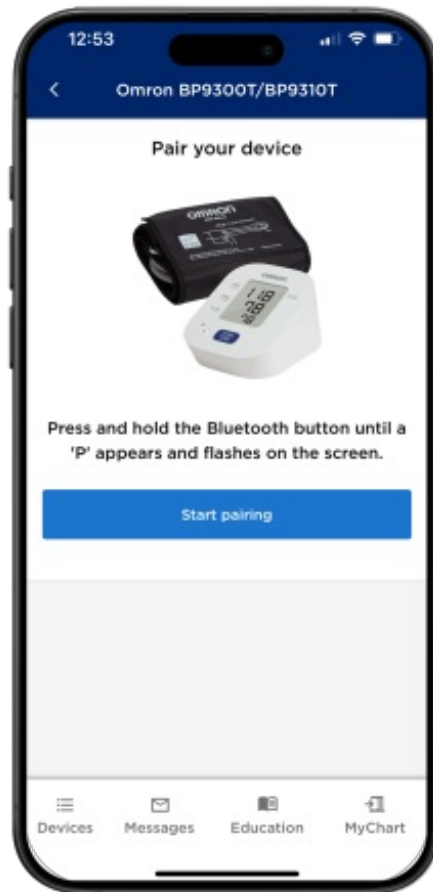 12:53
Omron BP9300T/BP9310T
Pair your device
OMRON
Press and hold the Bluetooth button until a
'P' appears and flashes on the screen.
Start pairing
Devices Messages Education MyChart